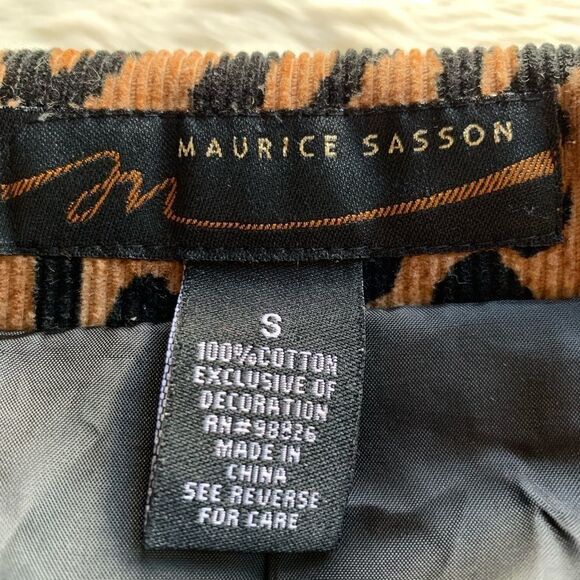 MAURICE SASSON
S
100%COTTON
EXCLUSIVE OF
DECORATION
RN#98826
MADE IN
CHINA
SEE REVERSE
FOR CARE